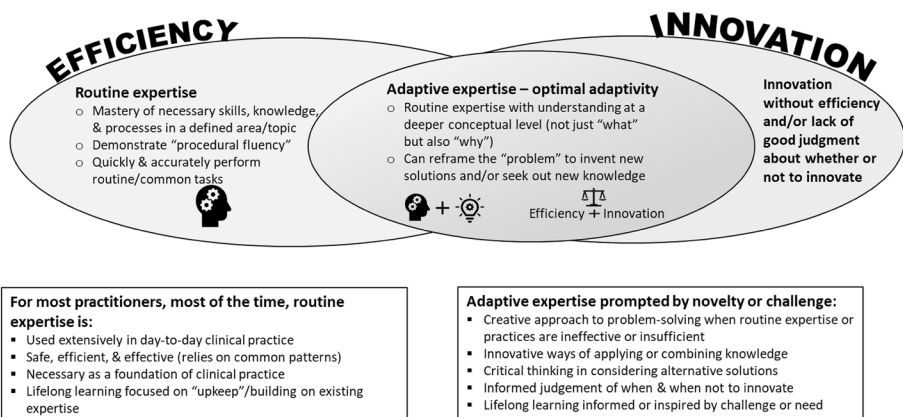 EFFICIENCY
INNOVATION
Routine expertise
○ Mastery of necessary skills, knowledge,
& processes in a defined area/topic
○ Demonstrate “procedural fluency”
○ Quickly & accurately perform
routine/common tasks
Adaptive expertise – optimal adaptivity
○ Routine expertise with understanding at a
deeper conceptual level (not just “what”
but also “why”)
○ Can reframe the “problem” to invent new
solutions and/or seek out new knowledge
+
Efficiency + Innovation
Innovation
without efficiency
and/or lack of
good judgment
about whether or
not to innovate
For most practitioners, most of the time, routine
expertise is:
▪ Used extensively in day-to-day clinical practice
▪ Safe, efficient, & effective (relies on common patterns)
▪ Necessary as a foundation of clinical practice
▪ Lifelong learning focused on “upkeep”/building on existing
expertise
Adaptive expertise prompted by novelty or challenge:
▪ Creative approach to problem-solving when routine expertise or
practices are ineffective or insufficient
▪ Innovative ways of applying or combining knowledge
▪ Critical thinking in considering alternative solutions
▪ Informed judgement of when & when not to innovate
▪ Lifelong learning informed or inspired by challenge or need